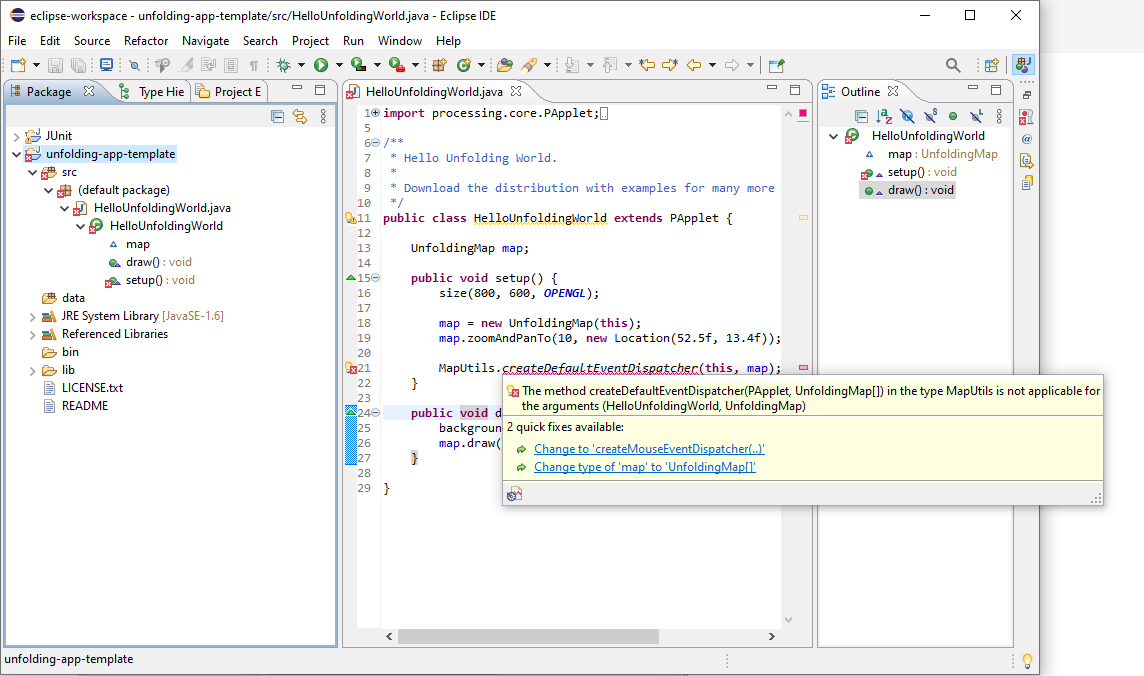 eclipse-workspace - unfolding-app-template/src/HelloUnfoldingWorld.java - Eclipse IDE
File Edit Source Refactor Navigate Search Project Run Window Help
Package Type Hie Project E
JUnit
unfolding-app-template
src
(default package)
HelloUnfoldingWorld.java
HelloUnfoldingWorld
map
draw() : void
setup() : void
data
JRE System Library [JavaSE-1.6]
Referenced Libraries
bin
lib
LICENSE.txt
README
HelloUnfoldingWorld.java
1 import processing.core.PApplet;
5
6 /**
7 * Hello Unfolding World.
8 *
9 * Download the distribution with examples for many more
10 */
11 public class HelloUnfoldingWorld extends PApplet {
12
13 UnfoldingMap map;
14
15 public void setup() {
16 size(800, 600, OPENGL);
17
18 map = new UnfoldingMap(this);
19 map.zoomAndPanTo(10, new Location(52.5f, 13.4f));
20
21 MapUtils.createDefaultEventDispatcher(this, map);
22 }
23
24 public void d
25 backgroun
26 map.draw(
27 }
28
29 }
The method createDefaultEventDispatcher(PApplet, UnfoldingMap[]) in the type MapUtils is not applicable for
the arguments (HelloUnfoldingWorld, UnfoldingMap)
2 quick fixes available:
Change to 'createMouseEventDispatcher(..)'
Change type of 'map' to 'UnfoldingMap[]'
Outline
HelloUnfoldingWorld
map : UnfoldingMap
setup() : void
draw() : void
unfolding-app-template